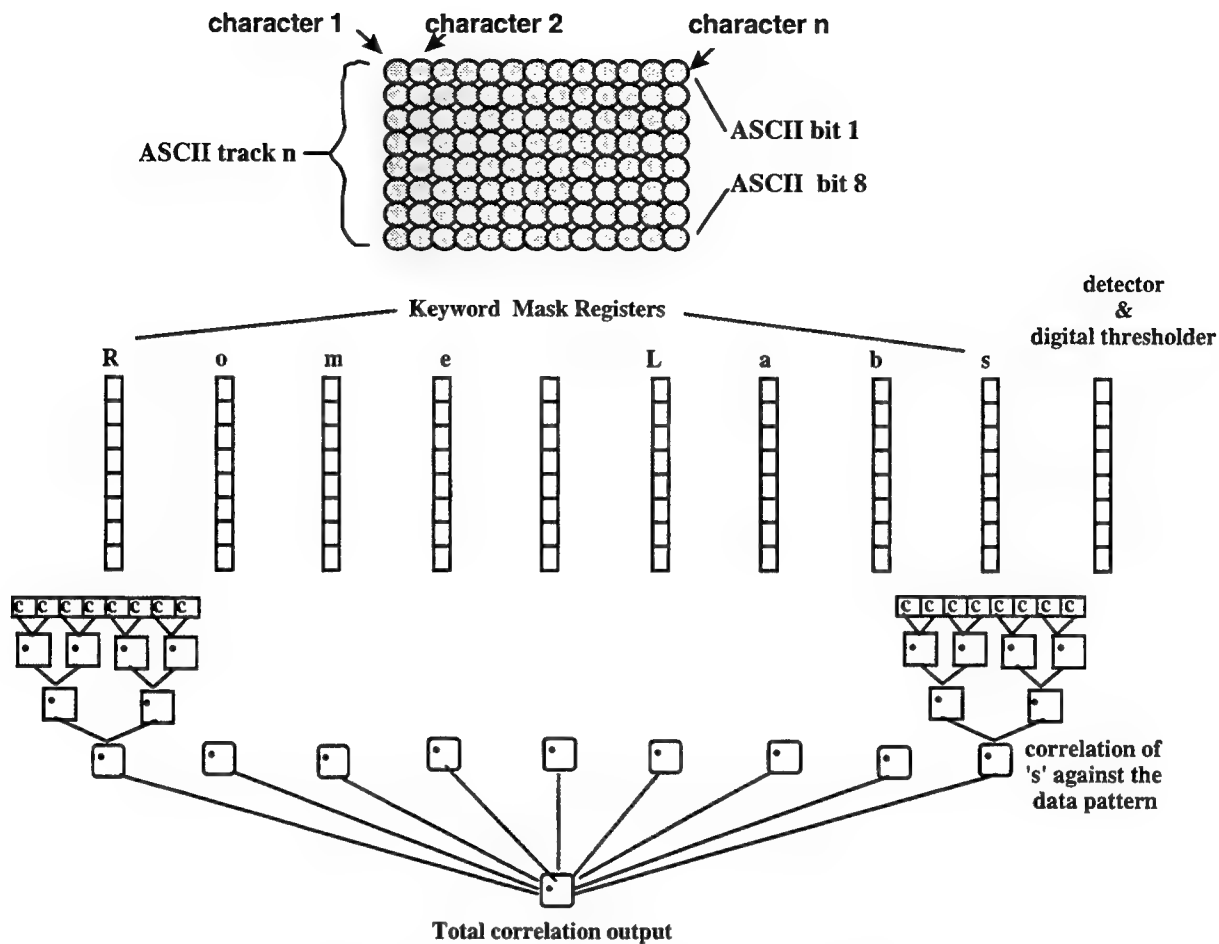 character 1 character 2 character n
ASCII track n
ASCII bit 1
ASCII bit 8
Keyword Mask Registers
detector
&
digital thresholder
R o m e L a b s
c c c c c c c c
c c c c c c c c
correlation of
's' against the
data pattern
Total correlation output